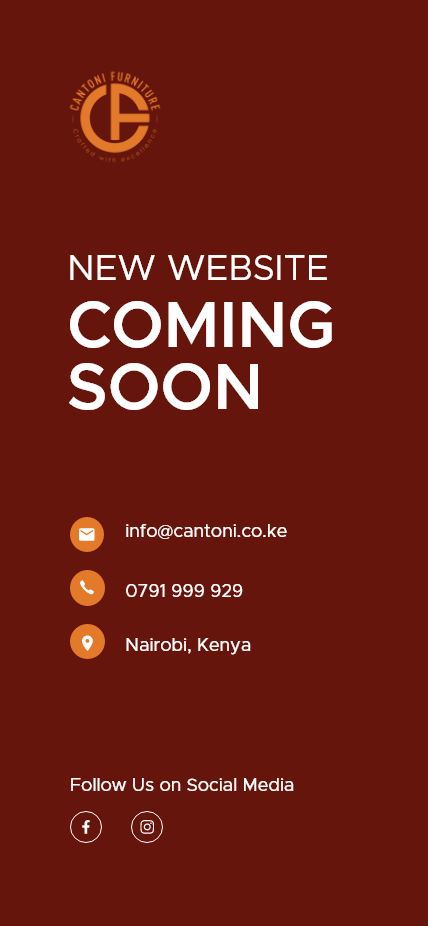 CANTONI FURNITURE
Crafted with excellence
NEW WEBSITE
COMING
SOON
info@cantoni.co.ke
0791 999 929
Nairobi, Kenya
Follow Us on Social Media